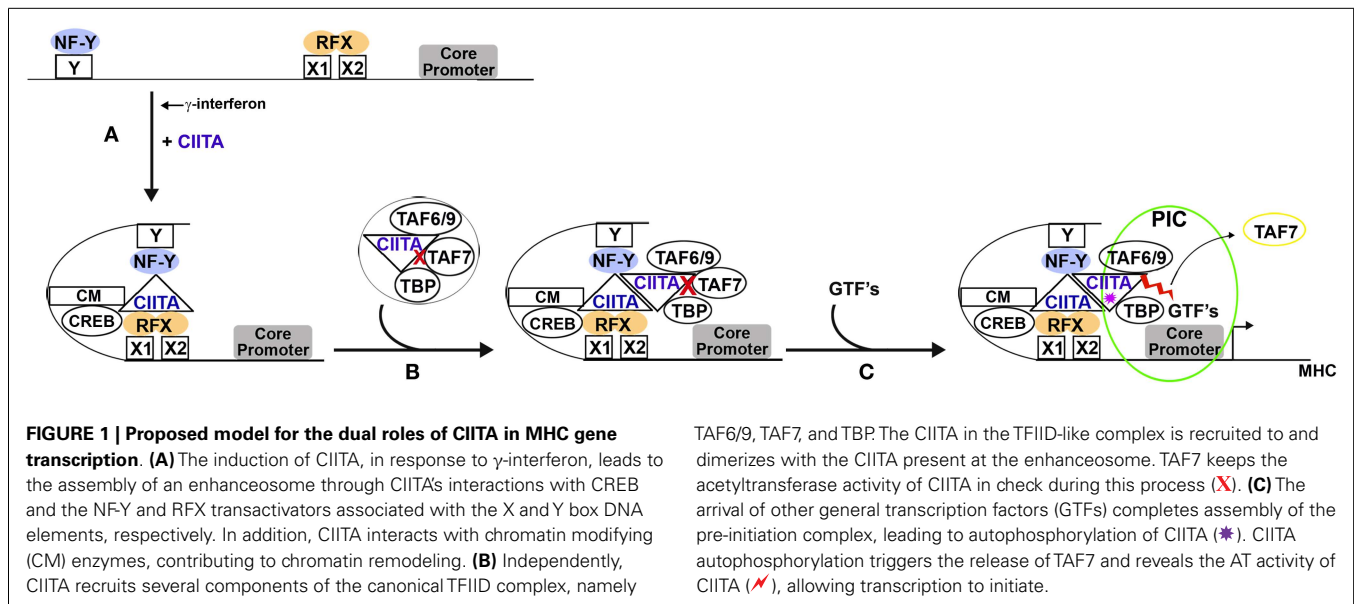 NF-Y
Y
RFX
X1 X2
Core
Promoter
γ-interferon
A
+ CIITA
Y
NF-Y
CM
CIITA
CREB
RFX
X1 X2
Core
Promoter
TAF6/9
CIITA
X TAF7
TBP
B
Y
NF-Y
TAF6/9
CIITA X TAF7
CM
CIITA
TBP
CREB
RFX
X1 X2
Core
Promoter
GTF's
C
PIC
TAF7
Y
NF-Y
TAF6/9
CIITA
CM
CIITA
TBP GTF's
CREB
RFX
X1 X2
Core
Promoter
MHC
FIGURE 1 | Proposed model for the dual roles of CIITA in MHC gene
transcription. (A) The induction of CIITA, in response to γ-interferon, leads to
the assembly of an enhanceosome through CIITA's interactions with CREB
and the NF-Y and RFX transactivators associated with the X and Y box DNA
elements, respectively. In addition, CIITA interacts with chromatin modifying
(CM) enzymes, contributing to chromatin remodeling. (B) Independently,
CIITA recruits several components of the canonical TFIID complex, namely
TAF6/9, TAF7, and TBP. The CIITA in the TFIID-like complex is recruited to and
dimerizes with the CIITA present at the enhanceosome. TAF7 keeps the
acetyltransferase activity of CIITA in check during this process (X). (C) The
arrival of other general transcription factors (GTFs) completes assembly of the
pre-initiation complex, leading to autophosphorylation of CIITA (✷). CIITA
autophosphorylation triggers the release of TAF7 and reveals the AT activity of
CIITA (), allowing transcription to initiate.